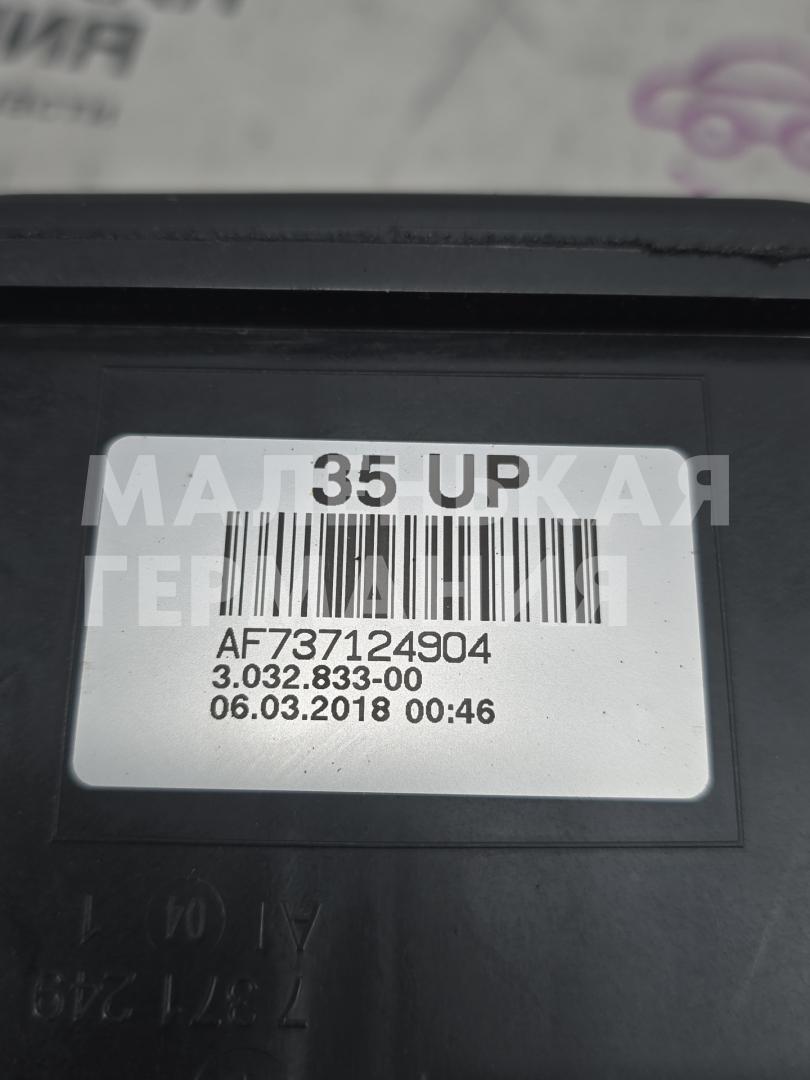 МАЛЕНЬКАЯ
ГЕРМАНИЯ
35 UP
AF737124904
3.032.833-00
06.03.2018 00:46
AI 04 1
7 371 249